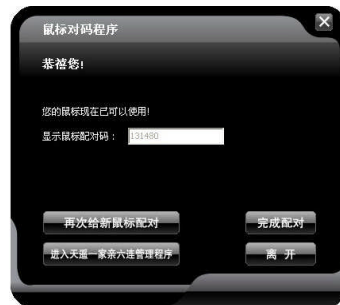 鼠标对码程序
恭禧您!
您的鼠标现在已可以使用!
显示鼠标配对码：131480
再次给新鼠标配对
完成配对
进入天遥一家亲六连管理程序
离 开